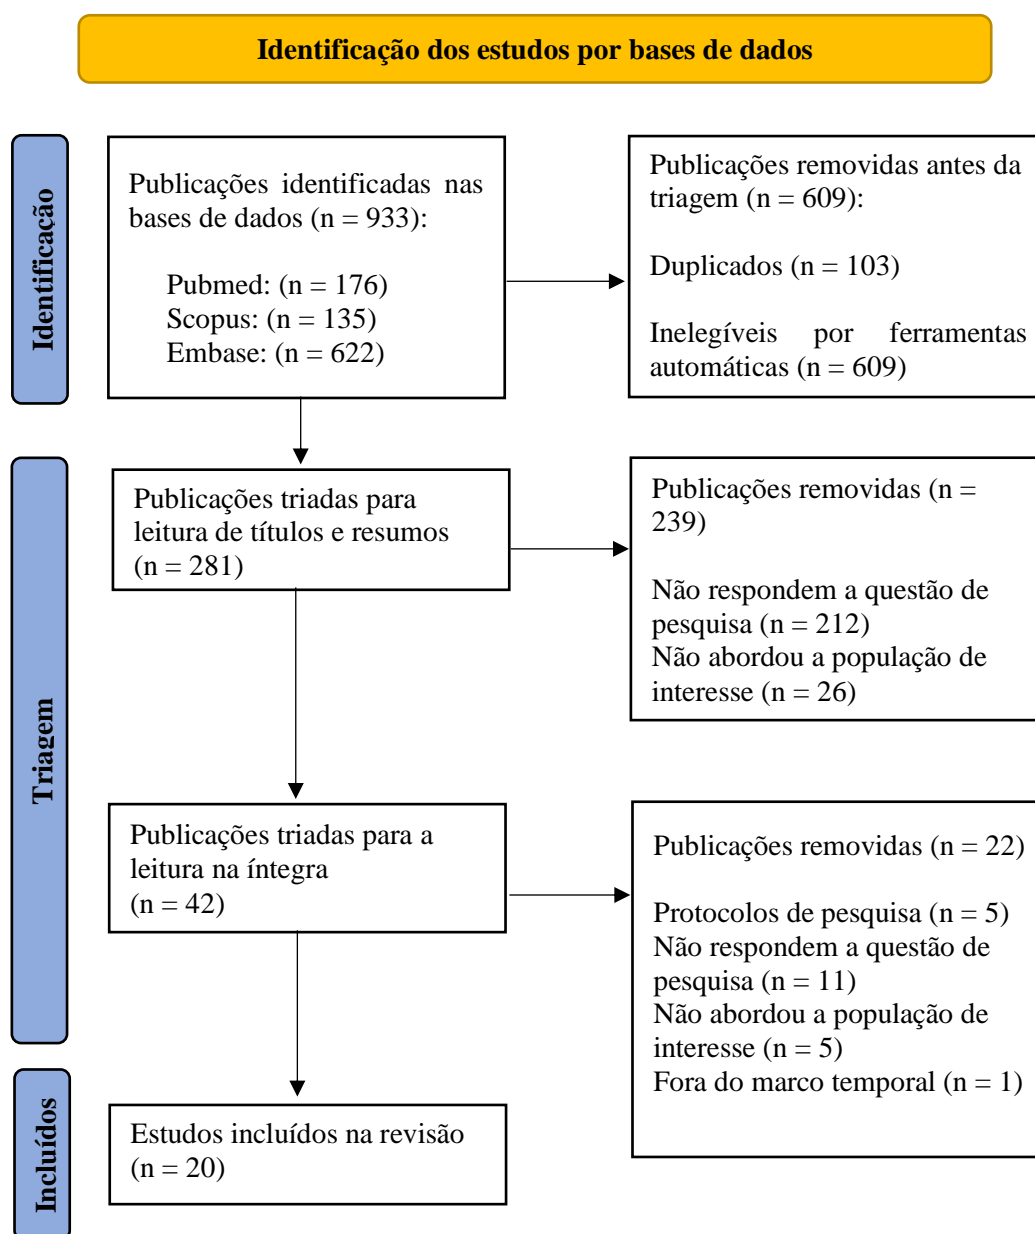 Identificação dos estudos por bases de dados
Identificação
Publicações identificadas nas
bases de dados (n = 933):
Pubmed: (n = 176)
Scopus: (n = 135)
Embase: (n = 622)
Publicações removidas antes da
triagem (n = 609):
Duplicados (n = 103)
Inelegíveis por ferramentas
automáticas (n = 609)
Triagem
Publicações triadas para
leitura de títulos e resumos
(n = 281)
Publicações removidas (n =
239)
Não respondem a questão de
pesquisa (n = 212)
Não abordou a população de
interesse (n = 26)
Publicações triadas para a
leitura na íntegra
(n = 42)
Publicações removidas (n = 22)
Protocolos de pesquisa (n = 5)
Não respondem a questão de
pesquisa (n = 11)
Não abordou a população de
interesse (n = 5)
Fora do marco temporal (n = 1)
Incluídos
Estudos incluídos na revisão
(n = 20)